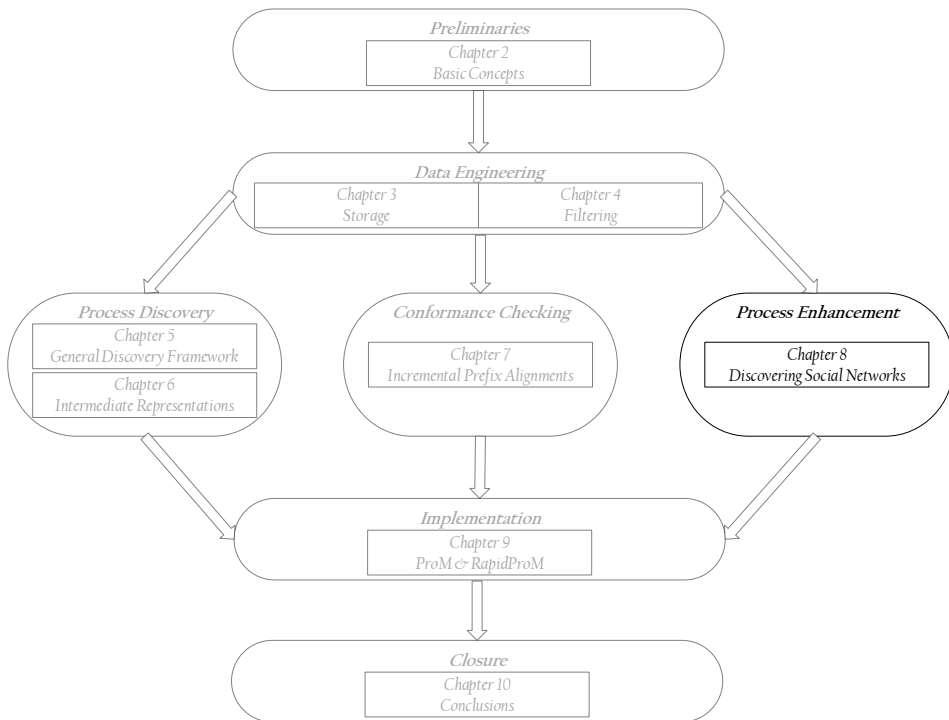 Preliminaries
Chapter 2
Basic Concepts
Data Engineering
Chapter 3
Storage
Chapter 4
Filtering
Process Discovery
Chapter 5
General Discovery Framework
Chapter 6
Intermediate Representations
Conformance Checking
Chapter 7
Incremental Prefix Alignments
Process Enhancement
Chapter 8
Discovering Social Networks
Implementation
Chapter 9
ProM & RapidProM
Closure
Chapter 10
Conclusions